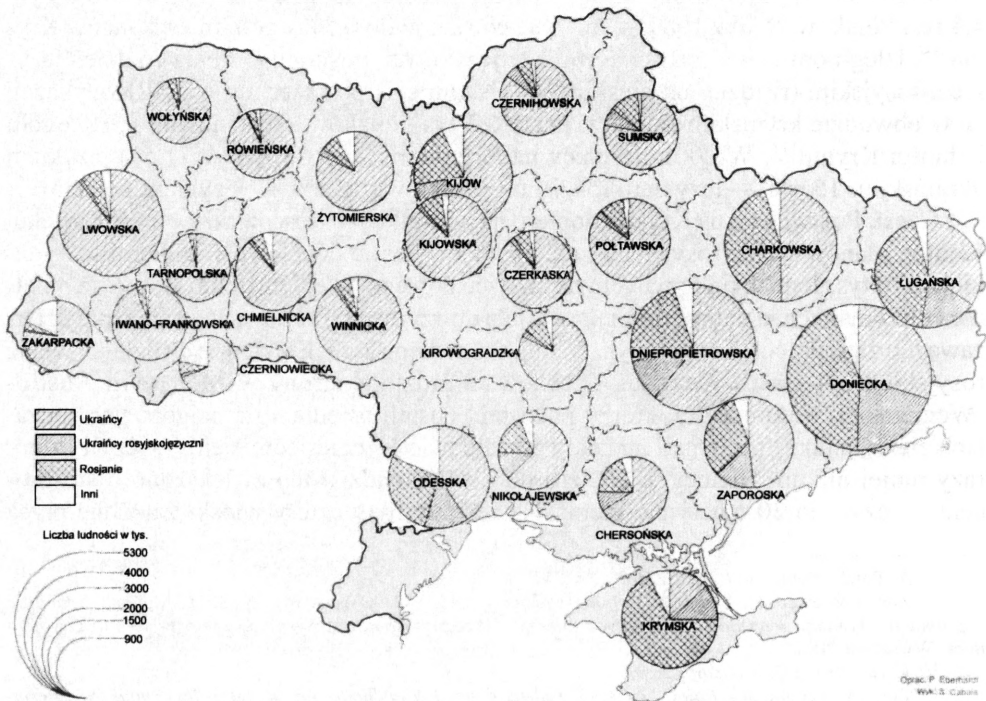 CZERNIHOWSKA
WOŁYŃSKA
SUMSKA
RÓWIEŃSKA
KIJÓW
ŻYTOMIERSKA
LWOWSKA
KIJOWSKA
POŁTAWSKA
CHARKOWSKA
TARNOPOLSKA
CZERKASKA
ŁUGAŃSKA
CHMIELNICKA
IWANO-FRANKOWSKA
WINNICKA
ZAKARPACKA
KIROWOGRADZKA
DNIEPROPIETROWSKA
DONIECKA
CZERNIOWIECKA
Ukraińcy
Ukraińcy rosyjskojęzyczni
Rosjanie
Inni
ODESSKA
NIKOŁAJEWSKA
ZAPOROSKA
CHERSOŃSKA
Liczba ludności w tys.
5300
4000
3000
2000
1500
900
KRYMSKA
Oprac. P. Eberhardt